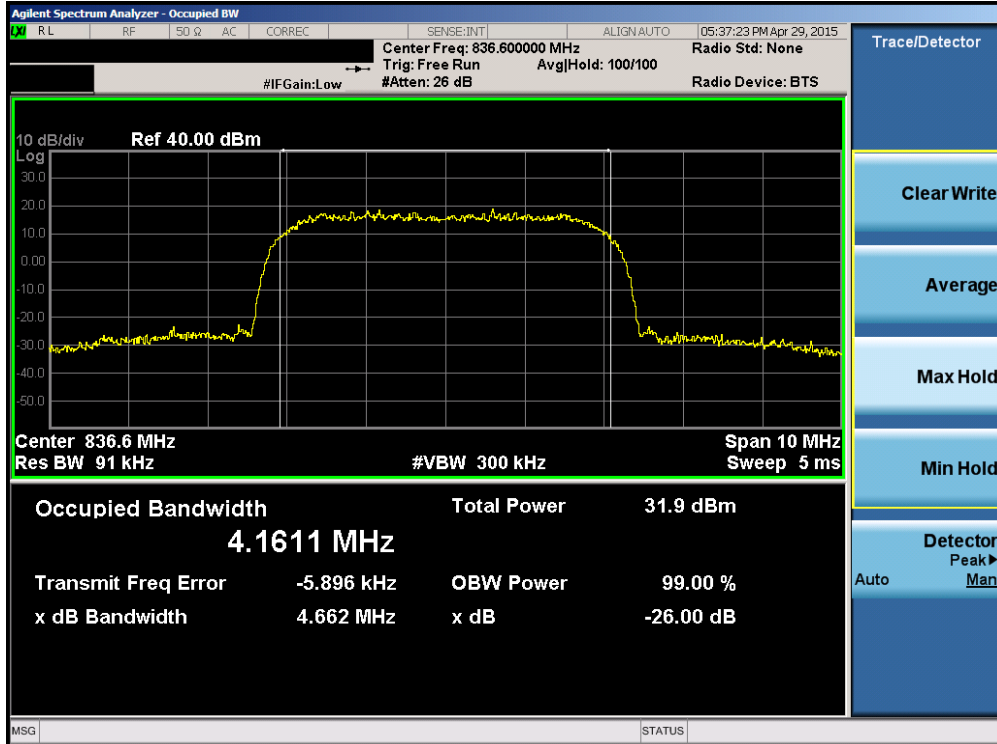 Agilent Spectrum Analyzer - Occupied BW
LXI RL RF 50 Ω AC CORREC SENSE:INT ALIGN AUTO 05:37:23 PM Apr 29, 2015
Center Freq: 836.600000 MHz Radio Std: None
Trig: Free Run Avg|Hold: 100/100
#IFGain:Low #Atten: 26 dB Radio Device: BTS
10 dB/div Ref 40.00 dBm
Log
30.0
20.0
10.0
0.00
-10.0
-20.0
-30.0
-40.0
-50.0
Center 836.6 MHz Span 10 MHz
Res BW 91 kHz #VBW 300 kHz Sweep 5 ms
Occupied Bandwidth Total Power 31.9 dBm
4.1611 MHz
Transmit Freq Error -5.896 kHz OBW Power 99.00 %
x dB Bandwidth 4.662 MHz x dB -26.00 dB
MSG STATUS
Trace/Detector
Clear Write
Average
Max Hold
Min Hold
Detector
Peak▶
Auto Man